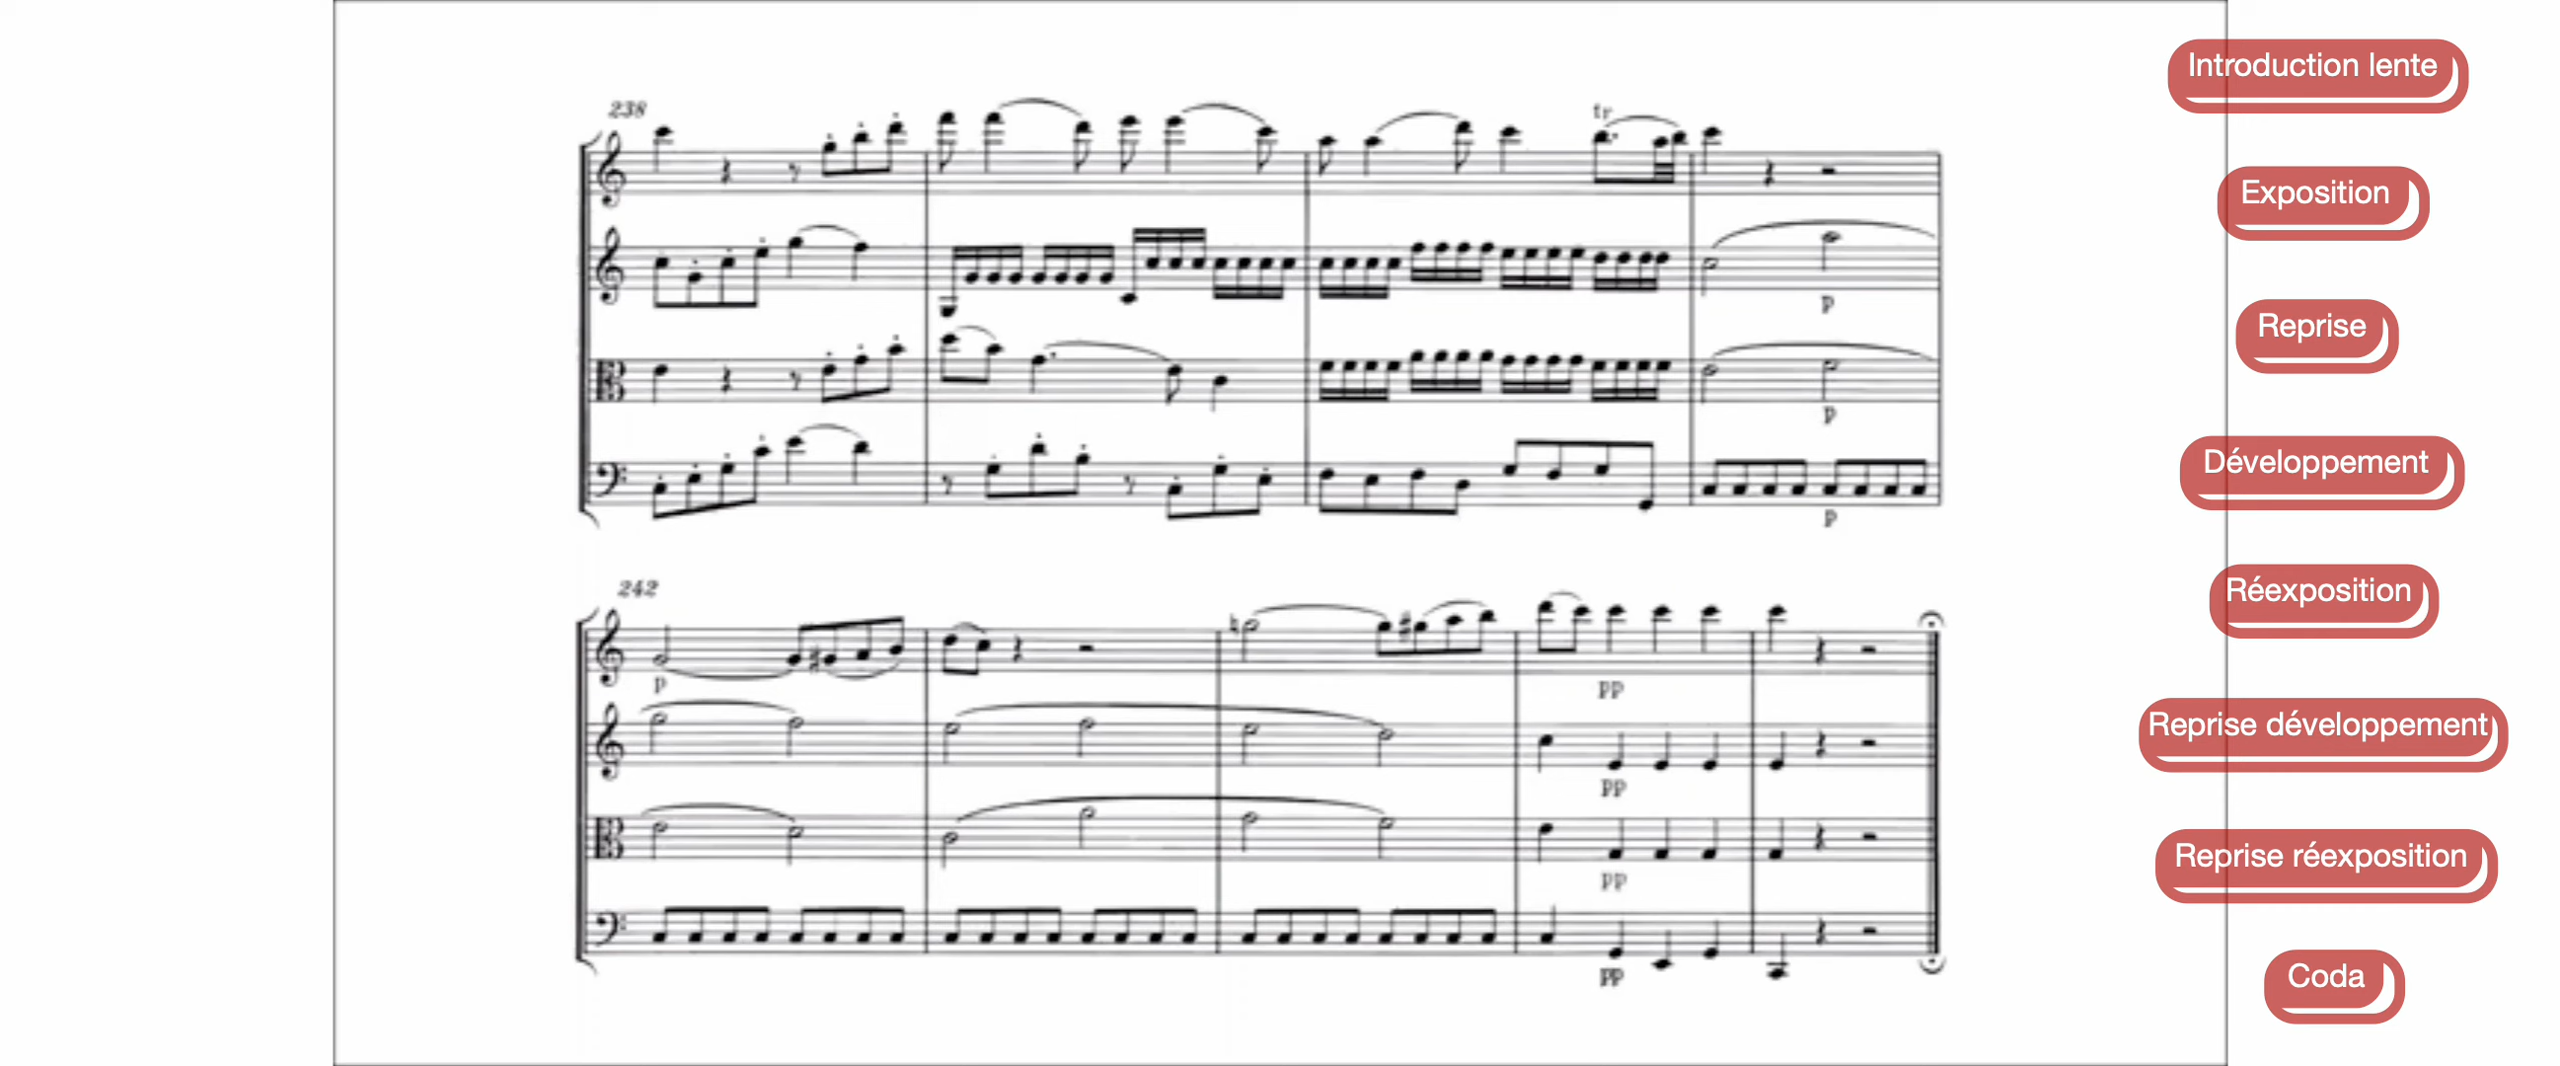 Introduction lente
238
tr
Exposition
p
Reprise
p
Développement
p
242
Réexposition
p
pp
Reprise développement
pp
Reprise réexposition
pp
pp
Coda